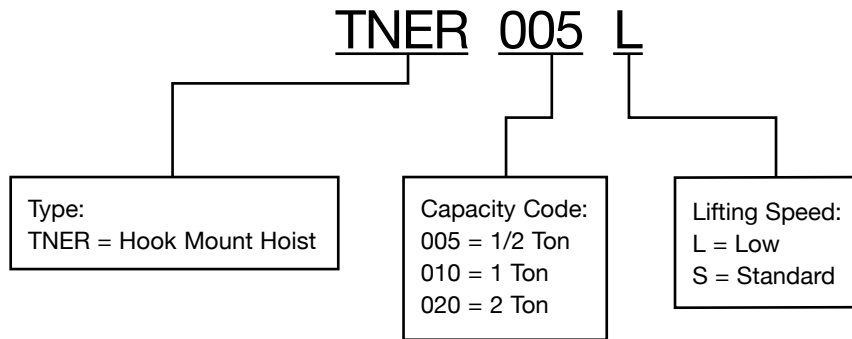 TNER 005 L
Type:
TNER = Hook Mount Hoist
Capacity Code:
005 = 1/2 Ton
010 = 1 Ton
020 = 2 Ton
Lifting Speed:
L = Low
S = Standard